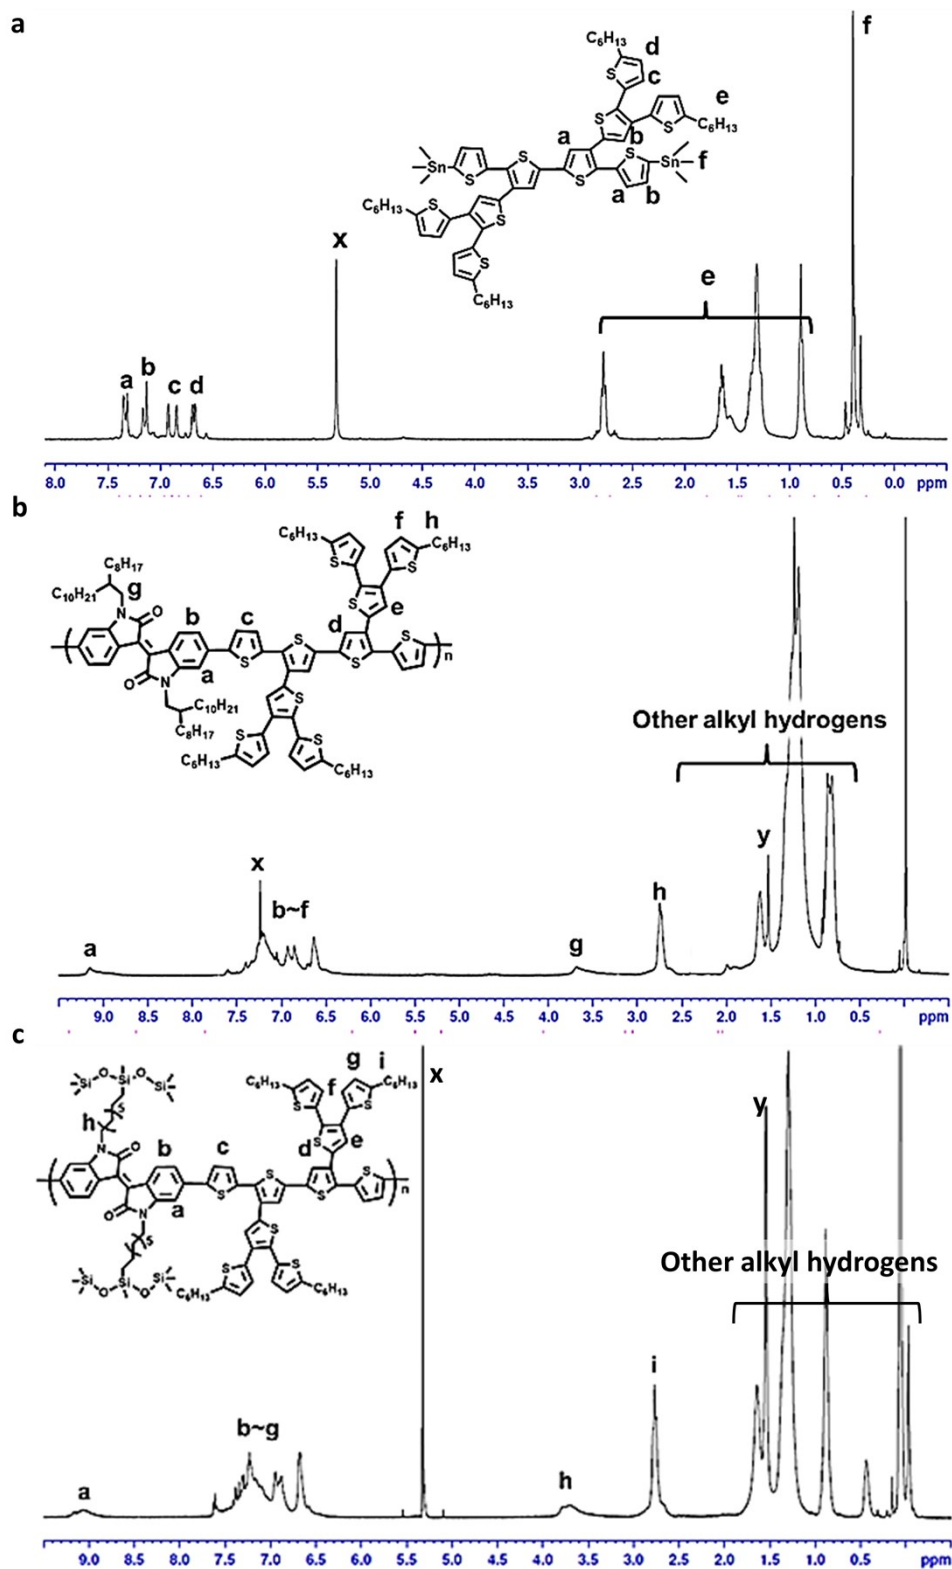 a
f
C6H13
d
c
e
S
S
S
C6H13
a
b
S
S
S
Sn
f
Sn
S
S
a
b
C6H13
S
S
S
C6H13
x
e
a
b
c
d
8.0 7.5 7.0 6.5 6.0 5.5 5.0 4.5 4.0 3.5 3.0 2.5 2.0 1.5 1.0 0.5 0.0 ppm
b
f h
C6H13
C6H13
S
S
C8H17
C10H21
g
S
e
N
O
b
c
d
S
S
S
S
S
n
O
N
a
C10H21
C8H17
S
S
S
C6H13
C6H13
Other alkyl hydrogens
x
y
b~f
h
a
g
9.0 8.5 8.0 7.5 7.0 6.5 6.0 5.5 5.0 4.5 4.0 3.5 3.0 2.5 2.0 1.5 1.0 0.5 ppm
c
Si O Si O Si
g
i
C6H13
f
C6H13
x
S
S
5
h
y
N
O
b
c
d S
e
S
S
S
S
n
O
N
a
5
S
S
S
Si O Si O Si
C6H13
C6H13
Other alkyl hydrogens
i
b~g
a
h
9.0 8.5 8.0 7.5 7.0 6.5 6.0 5.5 5.0 4.5 4.0 3.5 3.0 2.5 2.0 1.5 1.0 0.5 ppm